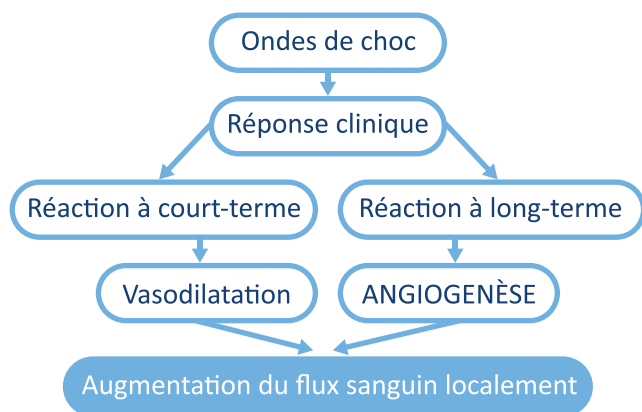 Ondes de choc
Réponse clinique
Réaction à court-terme
Réaction à long-terme
Vasodilatation
ANGIOGENÈSE
Augmentation du flux sanguin localement